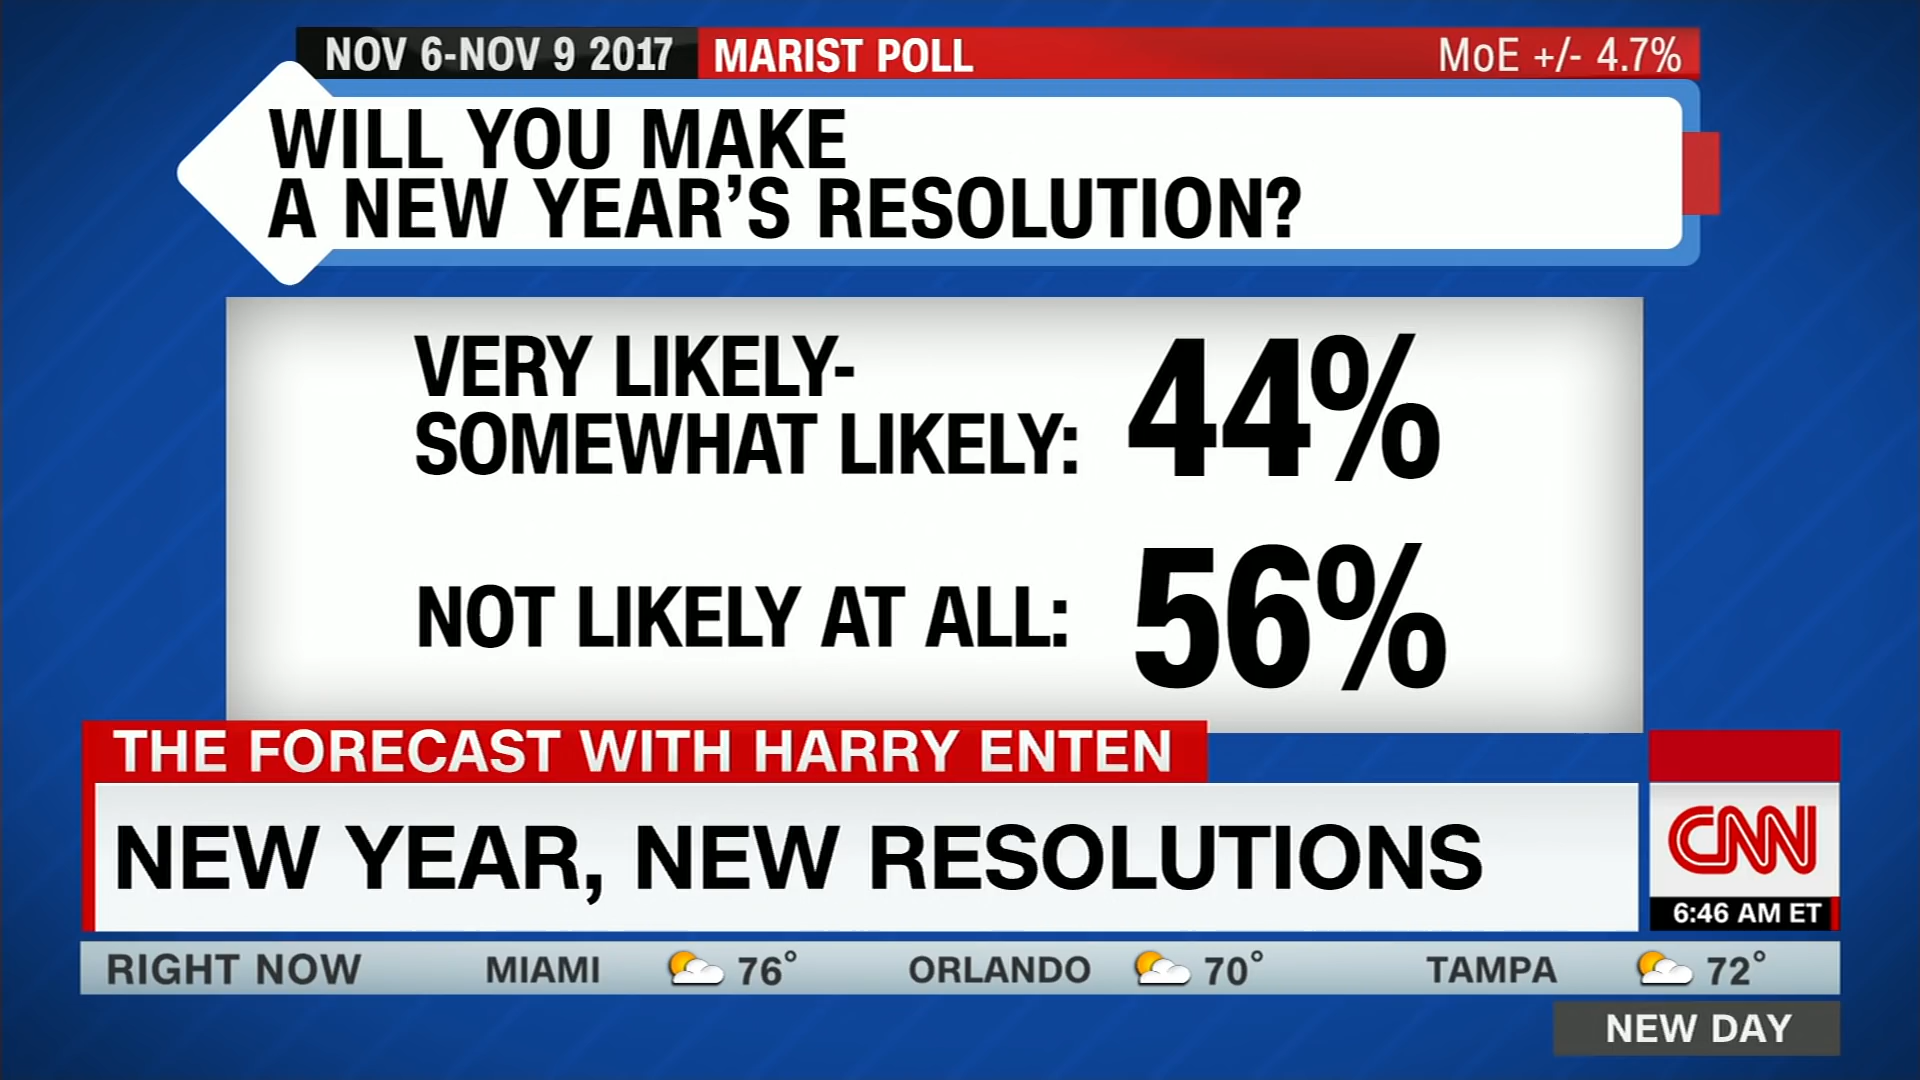 NOV 6-NOV 9 2017 MARIST POLL MoE +/- 4.7%
WILL YOU MAKE
A NEW YEAR'S RESOLUTION?
VERY LIKELY-
SOMEWHAT LIKELY: 44%
NOT LIKELY AT ALL: 56%
THE FORECAST WITH HARRY ENTEN
NEW YEAR, NEW RESOLUTIONS
CNN
6:46 AM ET
RIGHT NOW MIAMI 76° ORLANDO 70° TAMPA 72°
NEW DAY